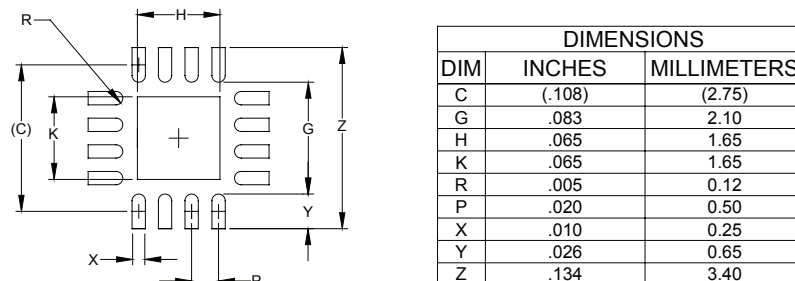 H
R
(C)
K
G
Z
Y
X
DIMENSIONS
DIM INCHES MILLIMETERS
C (.108) (2.75)
G .083 2.10
H .065 1.65
K .065 1.65
R .005 0.12
P .020 0.50
X .010 0.25
Y .026 0.65
Z .134 3.40